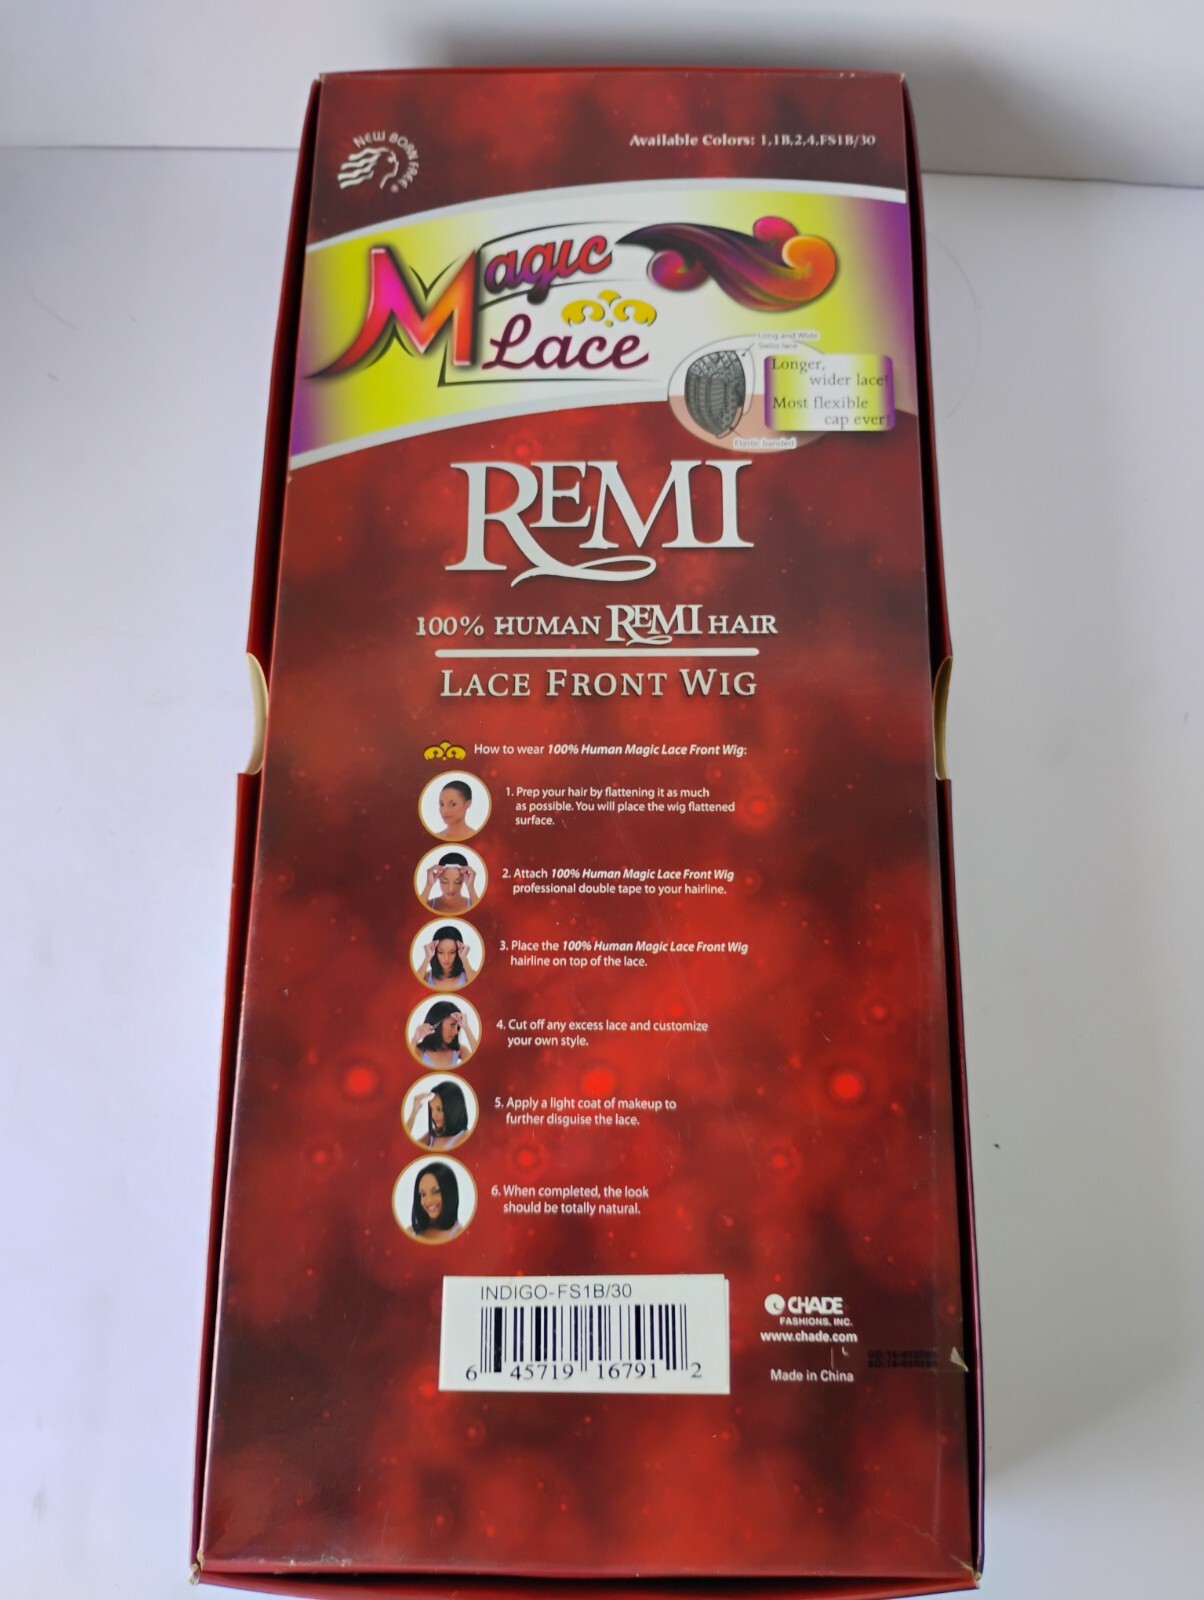 NEW BORN FREE
®
Available Colors: 1,1B,2,4,FS1B/30
Magic
Lace
Long and Wide
Swiss lace
Longer,
wider lace!
Most flexible
cap ever!
Elastic banded
REMI
100% HUMAN REMI HAIR
LACE FRONT WIG
How to wear 100% Human Magic Lace Front Wig:
1. Prep your hair by flattening it as much
as possible. You will place the wig flattened
surface.
2. Attach 100% Human Magic Lace Front Wig
professional double tape to your hairline.
3. Place the 100% Human Magic Lace Front Wig
hairline on top of the lace.
4. Cut off any excess lace and customize
your own style.
5. Apply a light coat of makeup to
further disguise the lace.
6. When completed, the look
should be totally natural.
INDIGO-FS1B/30
6 45719 16791 2
CHADE
FASHIONS, INC.
www.chade.com
Made in China